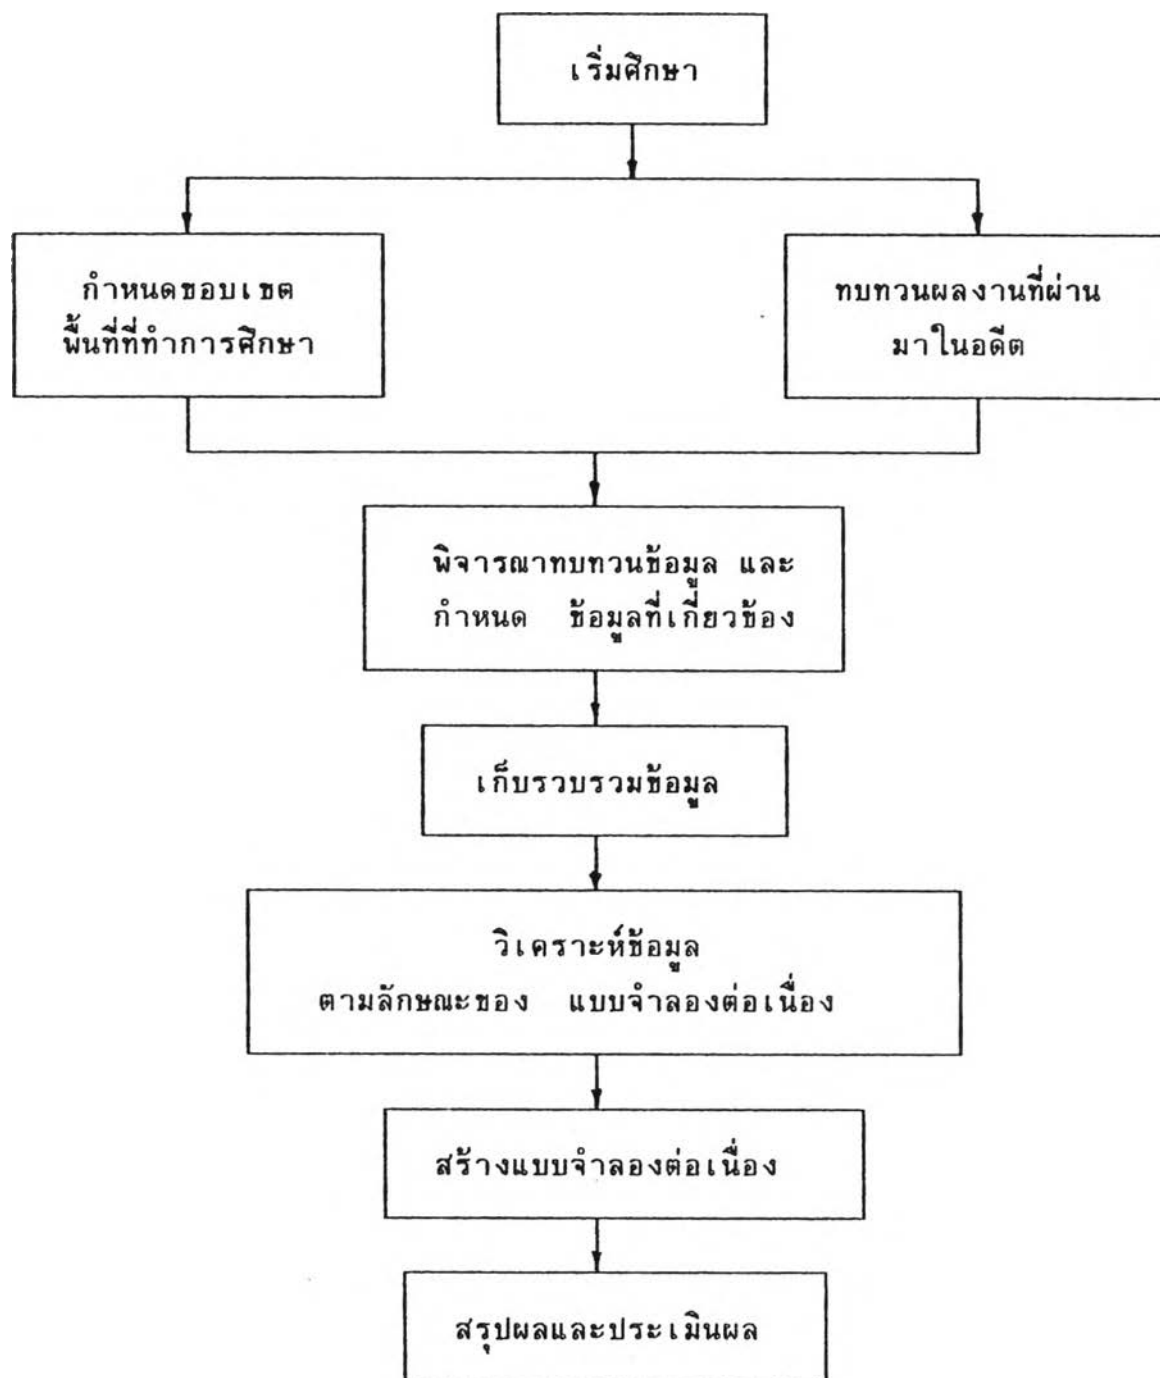 เริ่มศึกษา
กำหนดขอบเขต
พื้นที่ที่ทำการศึกษา
ทบทวนผลงานที่ผ่าน
มาในอดีต
พิจารณาทบทวนข้อมูล และ
กำหนด ข้อมูลที่เกี่ยวข้อง
เก็บรวบรวมข้อมูล
วิเคราะห์ข้อมูล
ตามลักษณะของ แบบจำลองต่อเนื่อง
สร้างแบบจำลองต่อเนื่อง
สรุปผลและประเมินผล